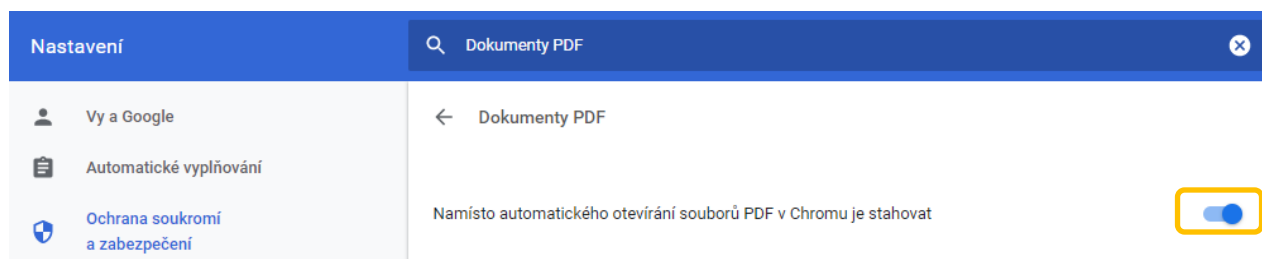 Nastavení
Dokumenty PDF
Vy a Google
Automatické vyplňování
Ochrana soukromí
a zabezpečení
Dokumenty PDF
Namísto automatického otevírání souborů PDF v Chromu je stahovat